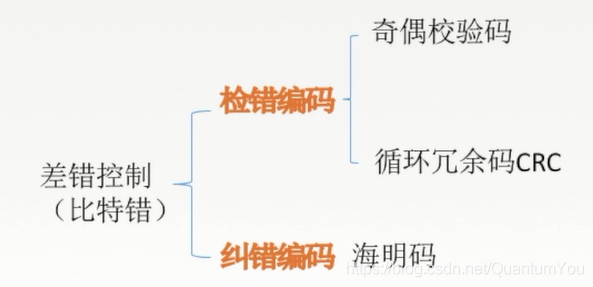 奇偶校验码
检错编码
循环冗余码CRC
差错控制
（比特错）
纠错编码 海明码
https://blog.csdn.net/QuantumYou